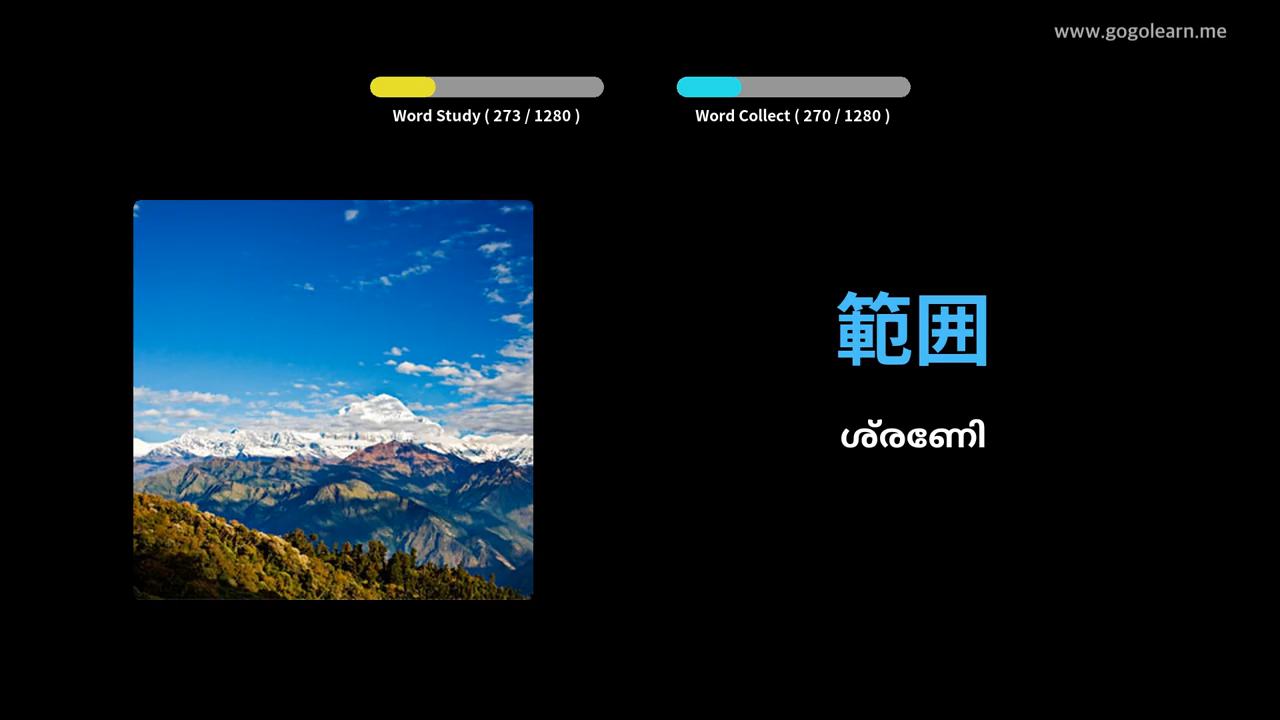 www.gogolearn.me
Word Study ( 273 / 1280 )
Word Collect ( 270 / 1280 )
範囲
ശ്രേണി